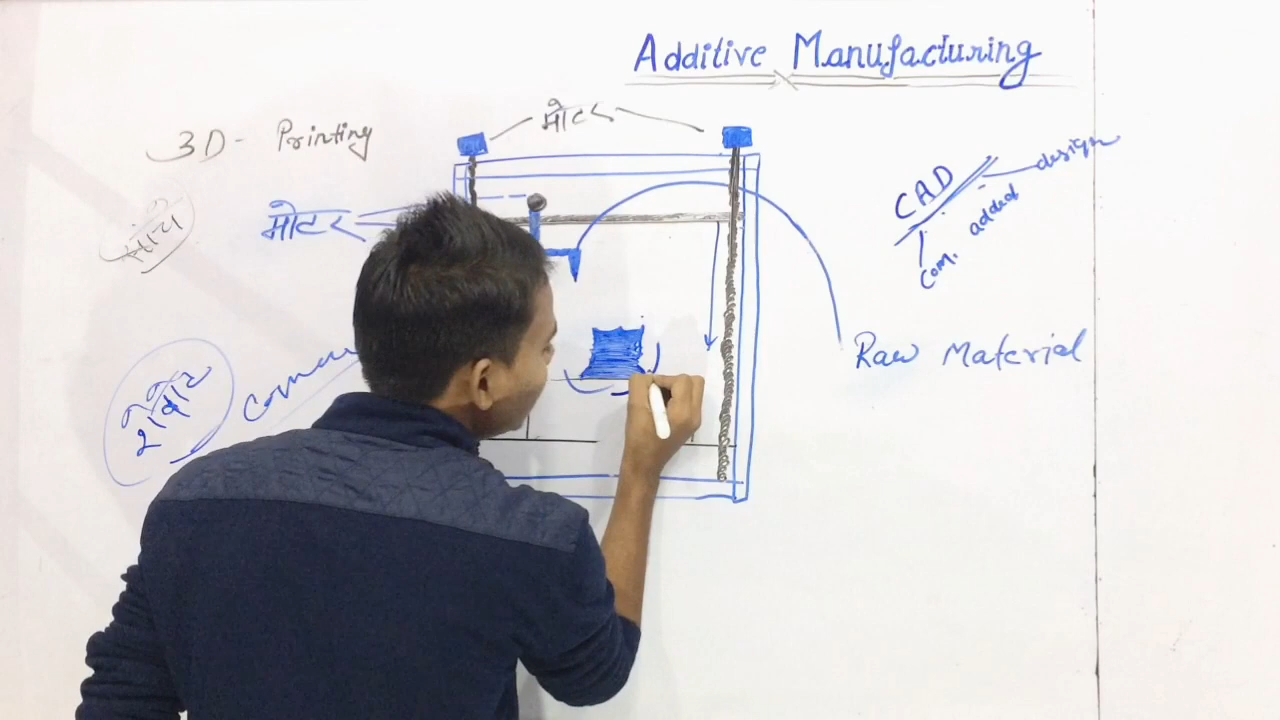 Additive Manufacturing
3D- Printing
मोटर
मोटर
CAD
design
Com. added
Raw Material